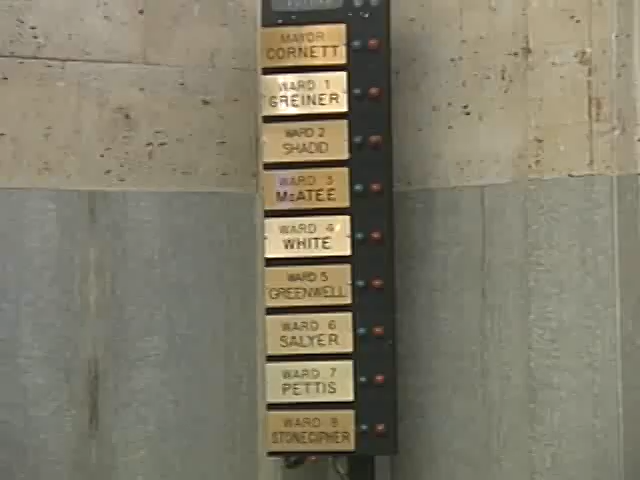 MAYOR
CORNETT
WARD 1
GREINER
WARD 2
SHADID
WARD 3
McATEE
WARD 4
WHITE
WARD 5
GREENWELL
WARD 6
SALYER
WARD 7
PETTIS
WARD 8
STONECIPHER